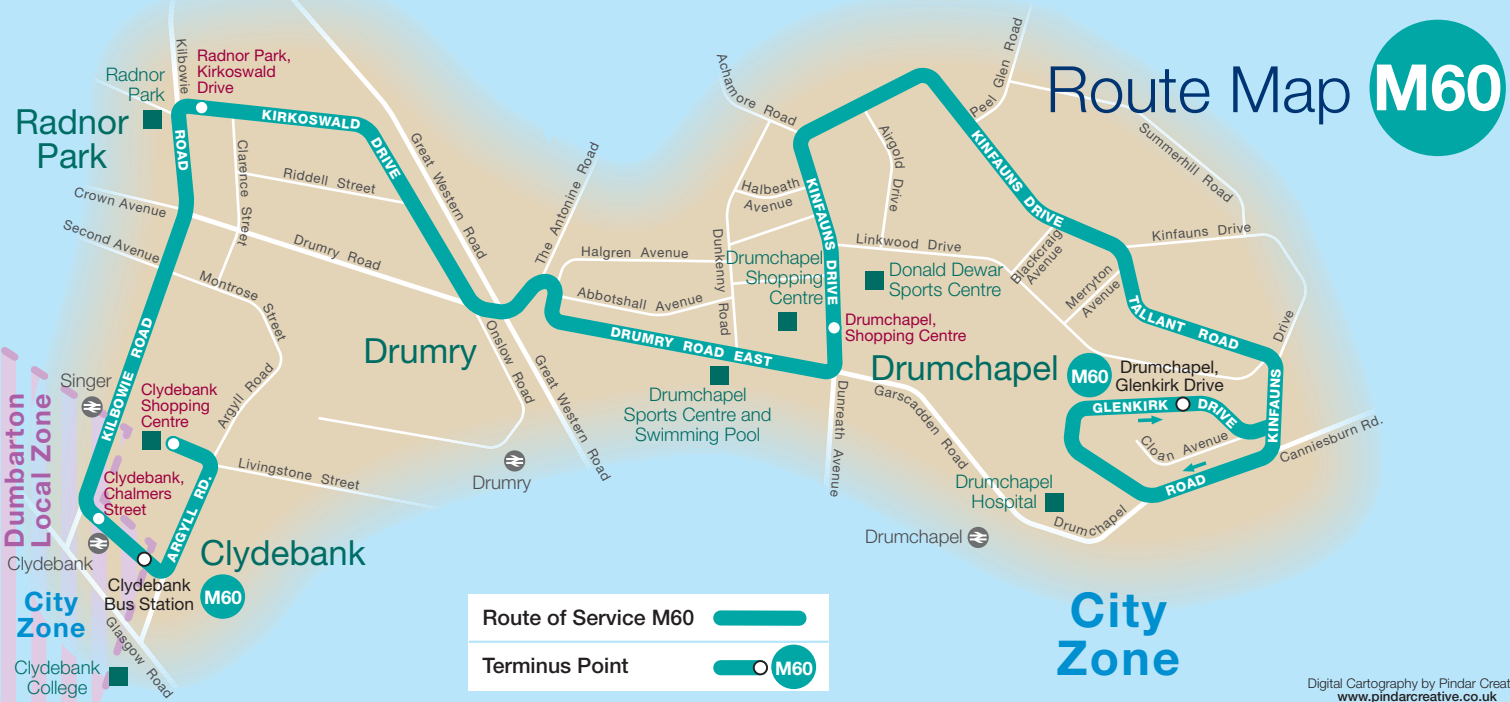 Route Map M60
Kilbowie
Radnor Park,
Kirkoswald
Drive
Radnor
Park
Radnor
Park
KIRKOSWALD
DRIVE
ROAD
Clarence Street
Riddell Street
Great Western Road
Crown Avenue
Second Avenue
Drumry Road
Montrose Street
The Antonine Road
Halgren Avenue
Abbotshall Avenue
Dunkenny Road
Achamore Road
Halbeath
Avenue
Airgold Drive
Peel Glen Road
Summerhill Road
KINFAUNS DRIVE
KINFAUNS DRIVE
Linkwood Drive
Kinfauns Drive
Blackcraig
Avenue
Merryton
Avenue
Drumchapel
Shopping
Centre
Donald Dewar
Sports Centre
Drumchapel,
Shopping Centre
TALLANT ROAD
DRUMRY ROAD EAST
Drumry
Onslow Road
Great Western Road
Drumchapel
M60
Drumchapel,
Glenkirk Drive
GLENKIRK DRIVE
KINFAUNS
Cloan Avenue
ROAD
Canniesburn Rd.
Drumchapel
Sports Centre and
Swimming Pool
Dunreath Avenue
Garscadden Road
Drumchapel
Hospital
Drumchapel
Drumchapel
KILBOWIE ROAD
Singer
Clydebank
Shopping
Centre
Argyll Road
Livingstone Street
Drumry
Dumbarton
Local Zone
Clydebank,
Chalmers
Street
ARGYLL RD.
Clydebank
Clydebank
Clydebank
Bus Station
M60
City
Zone
Glasgow Road
Clydebank
College
Route of Service M60
Terminus Point
M60
City
Zone
Digital Cartography by Pindar Creat
www.pindarcreative.co.uk